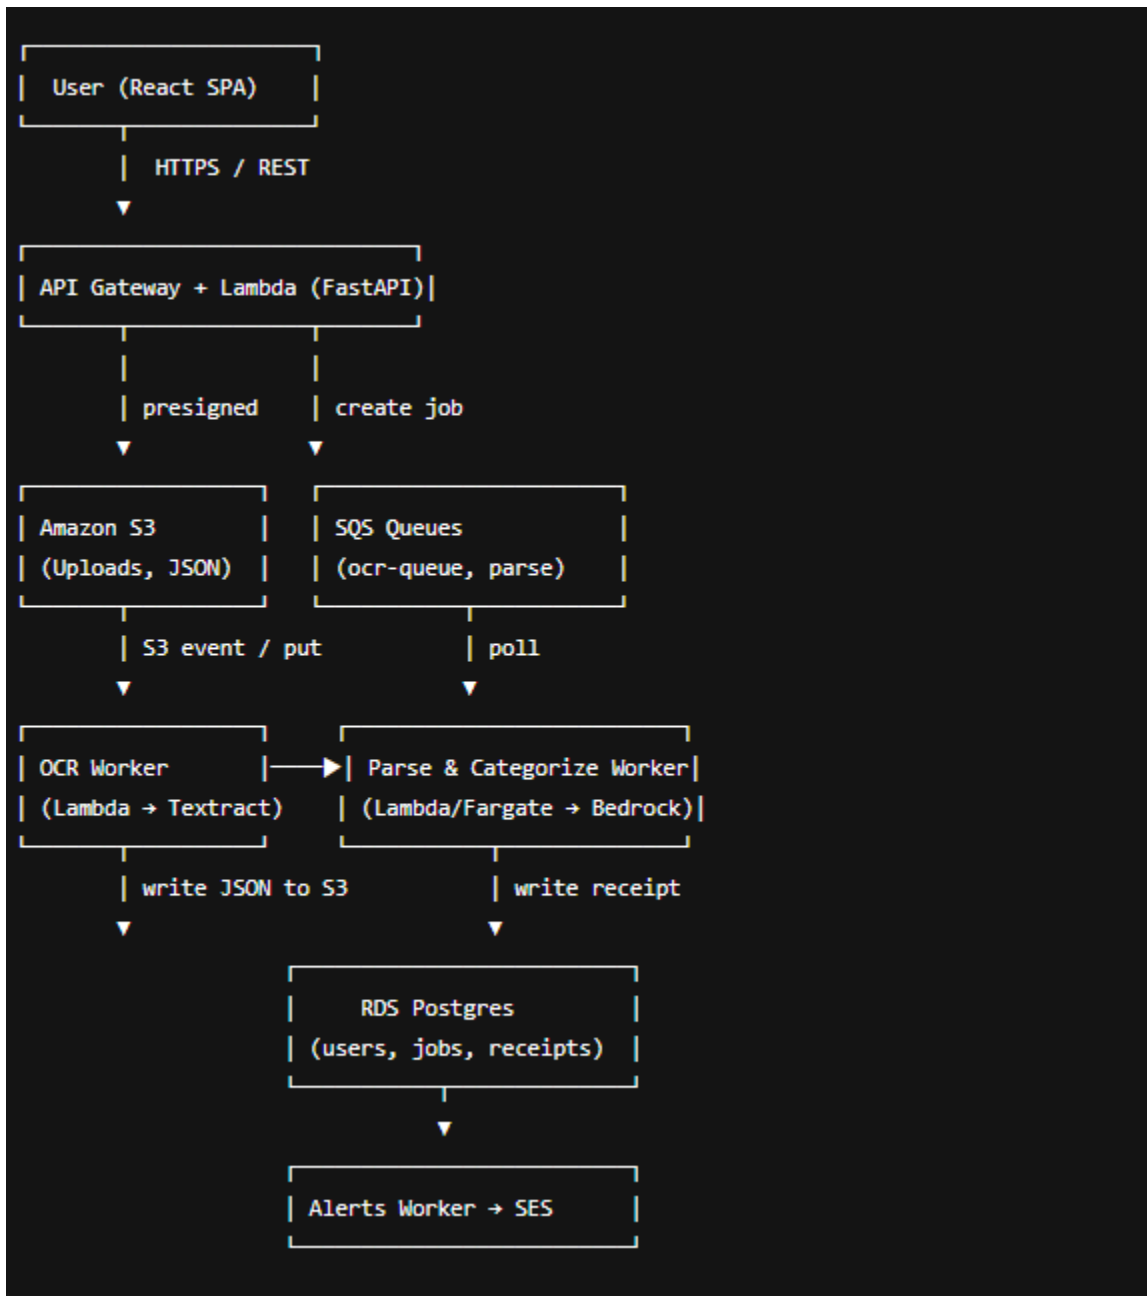 User (React SPA)
HTTPS / REST
API Gateway + Lambda (FastAPI)
presigned create job
Amazon S3 SQS Queues
(Uploads, JSON) (ocr-queue, parse)
S3 event / put poll
OCR Worker Parse & Categorize Worker
(Lambda → Textract) (Lambda/Fargate → Bedrock)
write JSON to S3 write receipt
RDS Postgres
(users, jobs, receipts)
Alerts Worker → SES